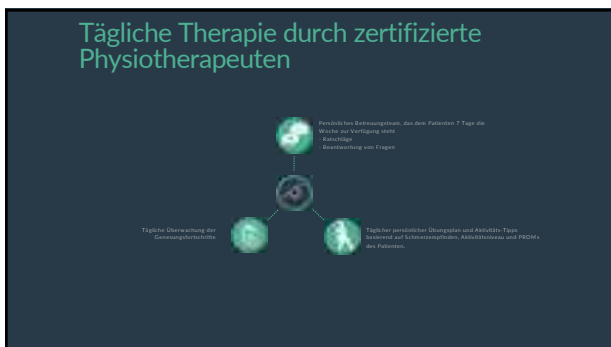 Tägliche Therapie durch zertifizierte
Physiotherapeuten
Persönliches Betreuungsteam, das dem Patienten 7 Tage die
Woche zur Verfügung steht
- Ratschläge
- Beantwortung von Fragen
Tägliche Überwachung der
Genesungsfortschritte
Täglicher persönlicher Übungsplan und Aktivitäts-Tipps
basierend auf Schmerzempfinden, Aktivitätsniveau und PROMs
des Patienten.